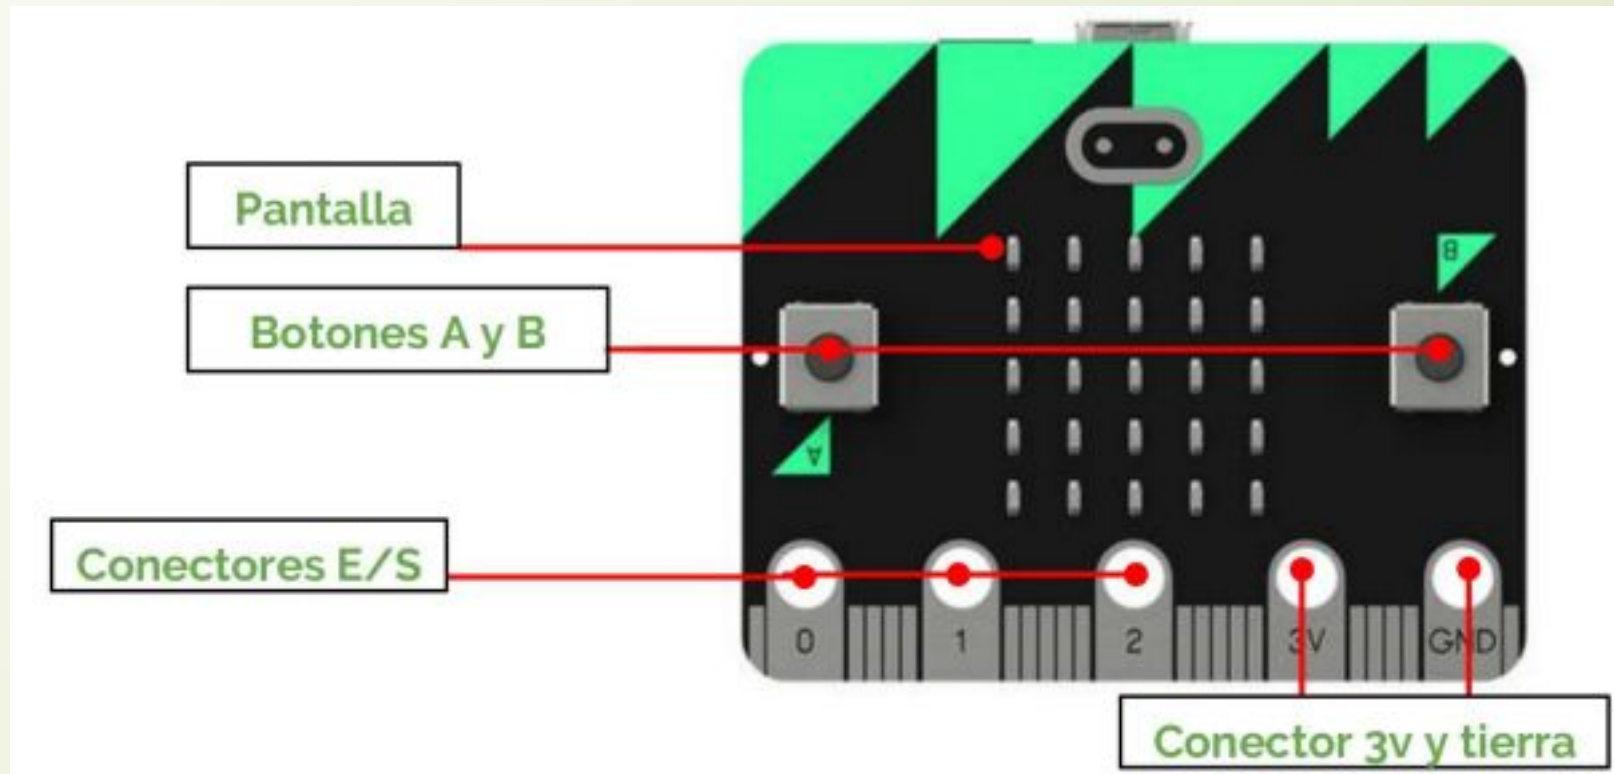 Pantalla
B
Botones A y B
A
Conectores E/S
0
1
2
3V
GND
Conector 3v y tierra